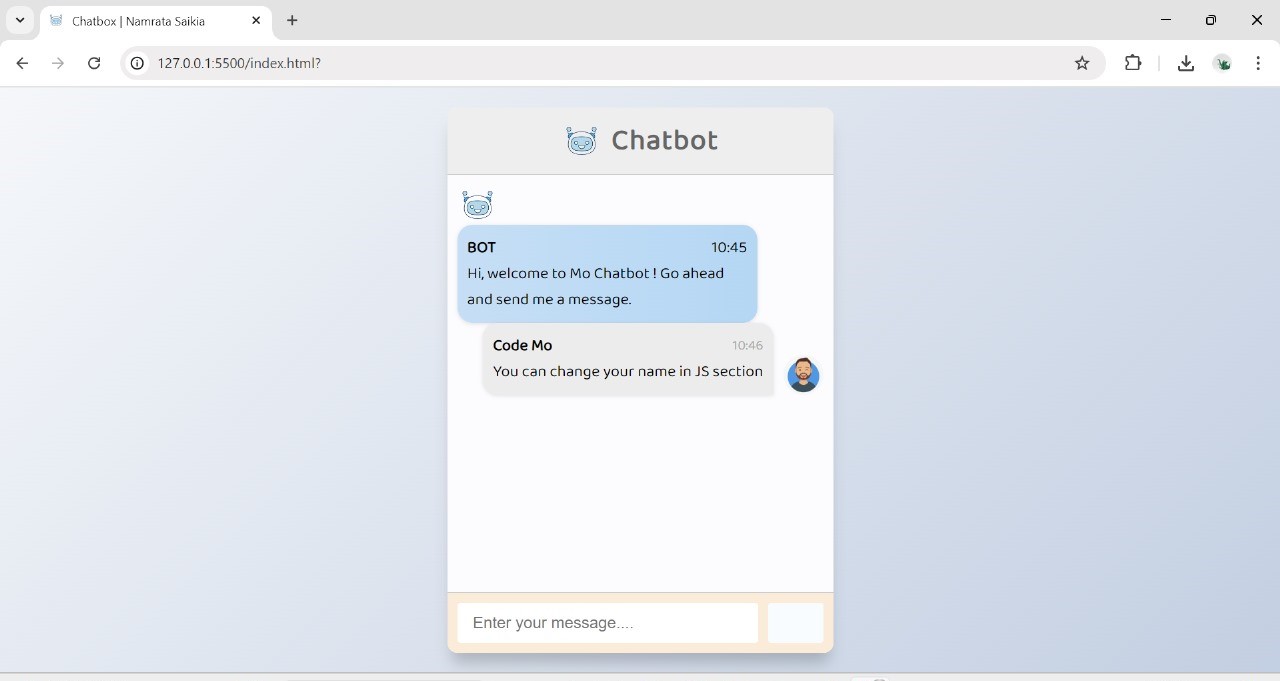 Chatbox | Namrata Saikia
127.0.0.1:5500/index.html?
Chatbot
BOT 10:45
Hi, welcome to Mo Chatbot ! Go ahead
and send me a message.
Code Mo 10:46
You can change your name in JS section
Enter your message....